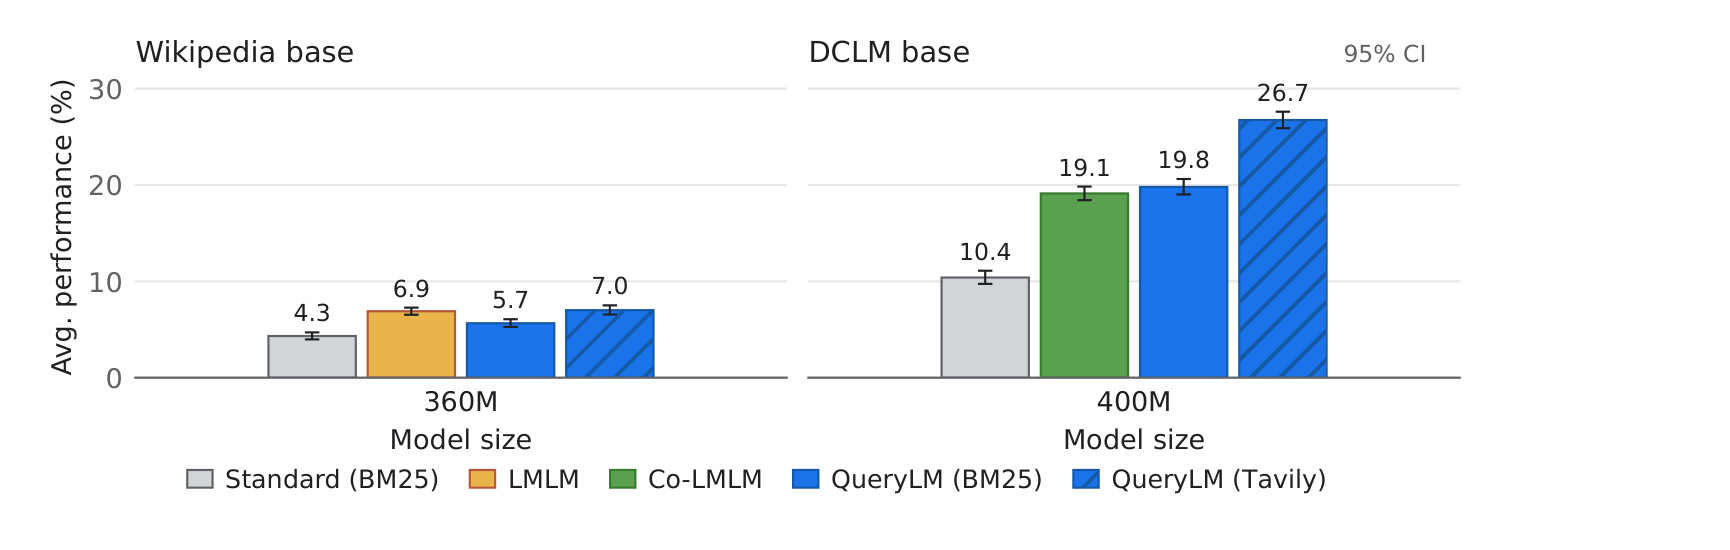 Wikipedia base
DCLM base
95% CI
Avg. performance (%)
30
20
10
0
4.3
6.9
5.7
7.0
10.4
19.1
19.8
26.7
360M
400M
Model size
Model size
Standard (BM25)
LMLM
Co-LMLM
QueryLM (BM25)
QueryLM (Tavily)